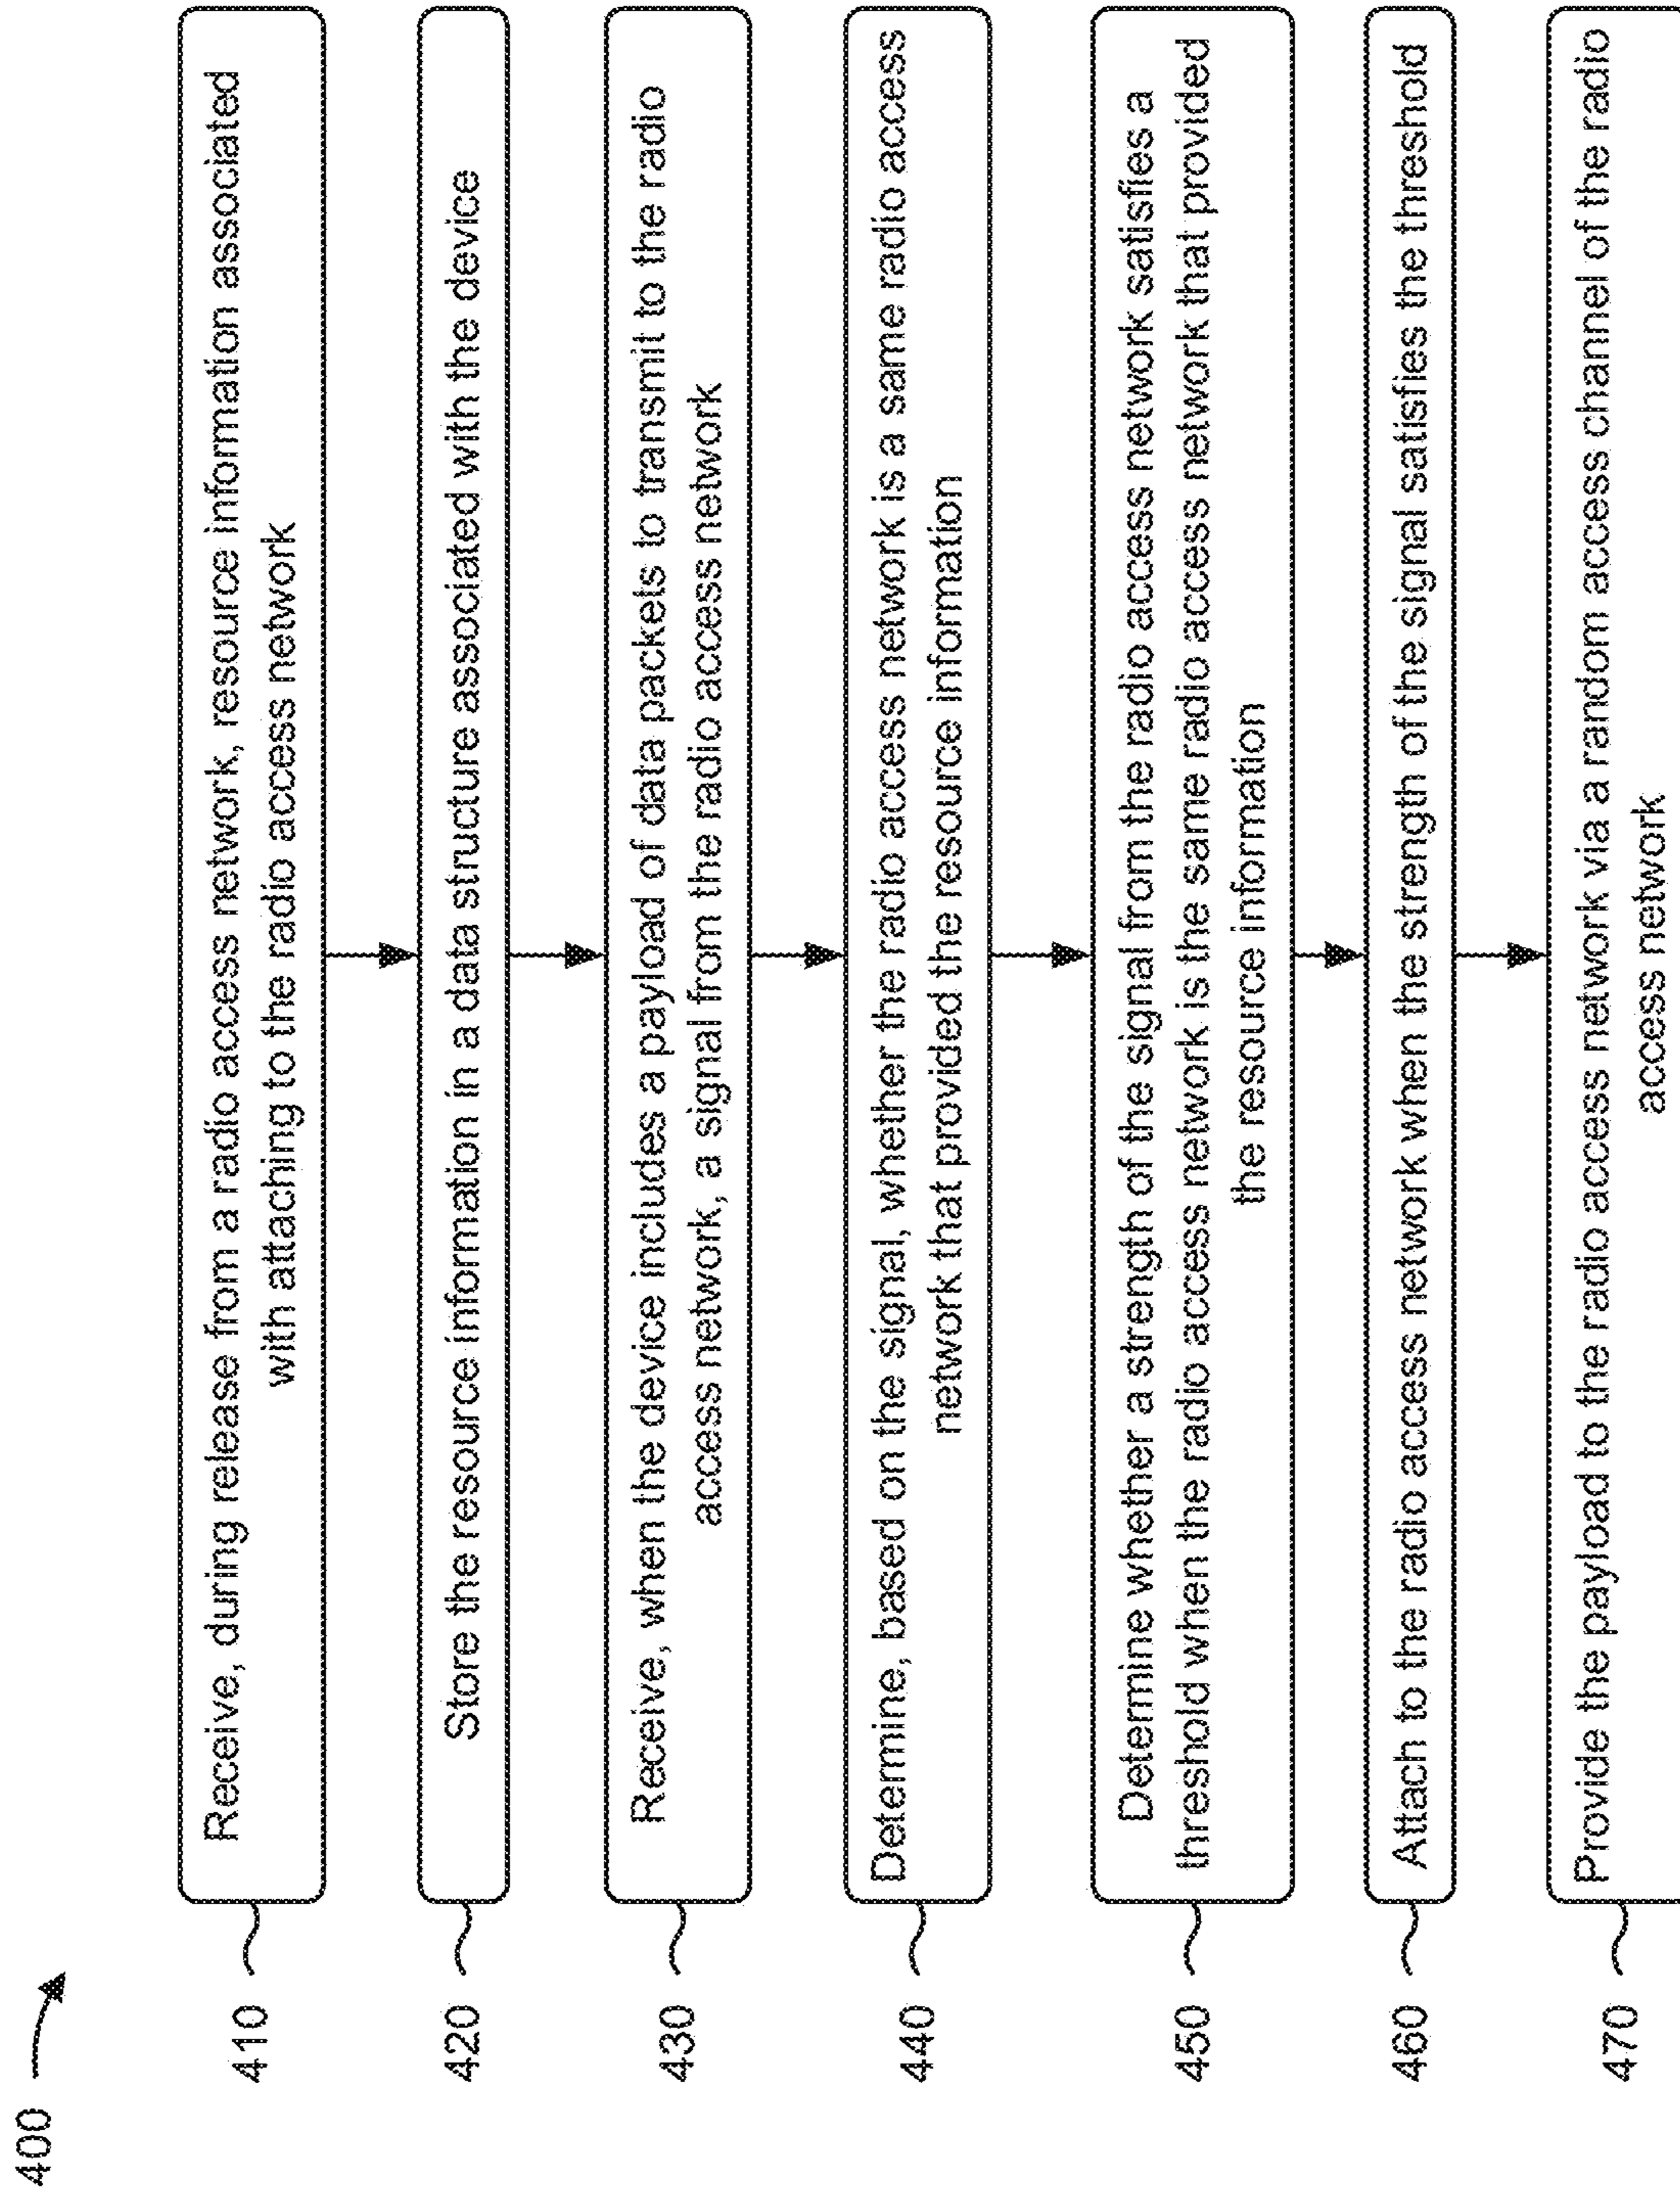 400
410
Receive, during release from a radio access network, resource information associated
with attaching to the radio access network
420
Store the resource information in a data structure associated with the device
430
Receive, when the device includes a payload of data packets to transmit to the radio
access network, a signal from the radio access network
440
Determine, based on the signal, whether the radio access network is a same radio access
network that provided the resource information
450
Determine whether a strength of the signal from the radio access network satisfies a
threshold when the radio access network is the same radio access network that provided
the resource information
460
Attach to the radio access network when the strength of the signal satisfies the threshold
470
Provide the payload to the radio access network via a random access channel of the radio
access network